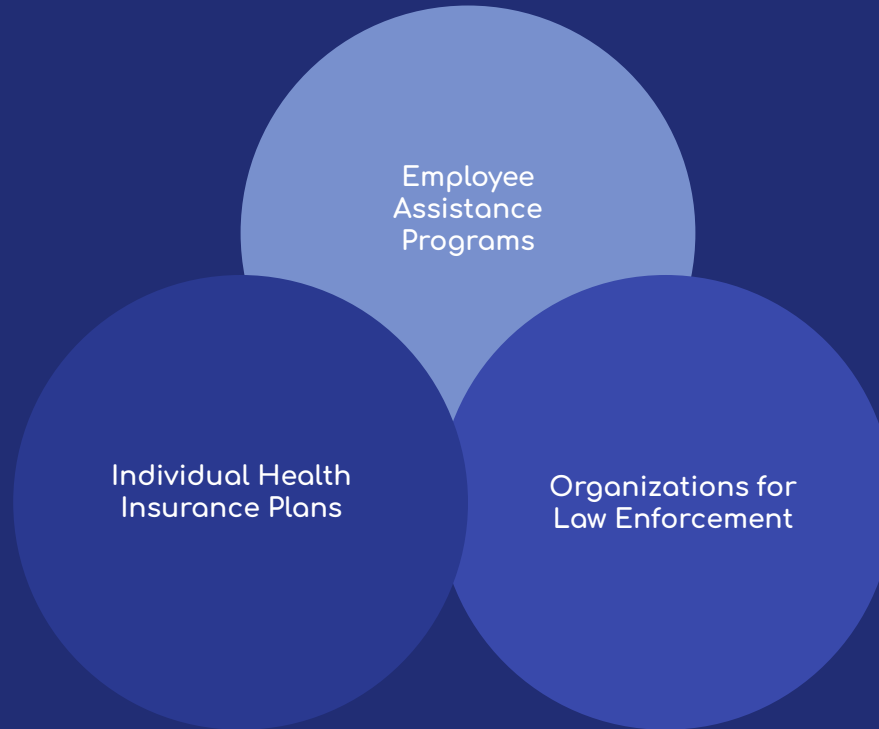 Employee
Assistance
Programs
Individual Health
Insurance Plans
Organizations for
Law Enforcement